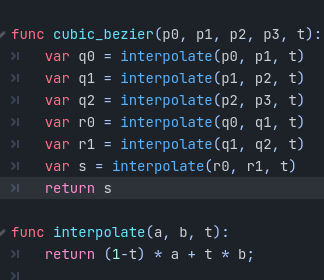 func cubic_bezier(p0, p1, p2, p3, t):
var q0 = interpolate(p0, p1, t)
var q1 = interpolate(p1, p2, t)
var q2 = interpolate(p2, p3, t)
var r0 = interpolate(q0, q1, t)
var r1 = interpolate(q1, q2, t)
var s = interpolate(r0, r1, t)
return s
func interpolate(a, b, t):
return (1-t) * a + t * b;